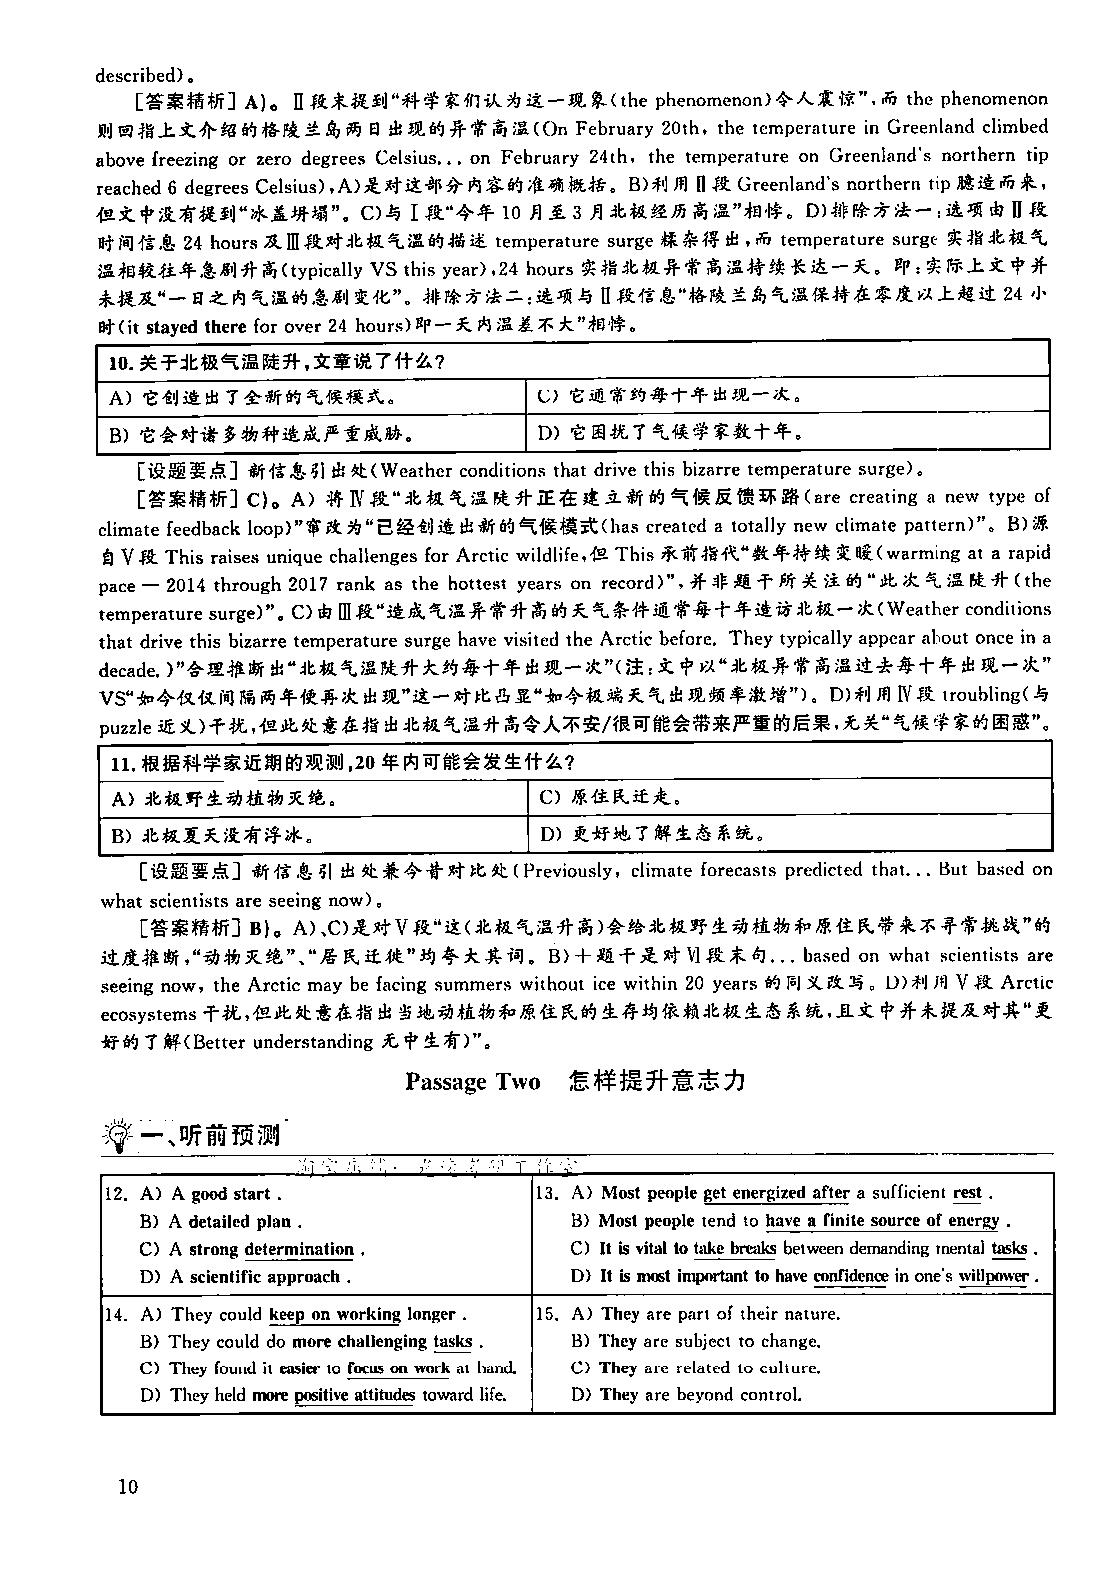 described)。
[答案精析] A)。Ⅱ段末提到“科学家们认为这一现象(the phenomenon)令人震惊”,而 the phenomenon
则回指上文介绍的格陵兰岛两日出现的异常高温(On February 20th, the temperature in Greenland climbed
above freezing or zero degrees Celsius... on February 24th, the temperature on Greenland's northern tip
reached 6 degrees Celsius),A)是对这部分内容的准确概括。B)利用Ⅱ段 Greenland's northern tip 臆造而来,
但文中没有提到“冰盖坍塌”。C)与Ⅰ段“今年 10 月至 3 月北极经历高温”相悖。D)排除方法一:选项由Ⅱ段
时间信息 24 hours 及Ⅲ段对北极气温的描述 temperature surge 糅杂得出,而 temperature surge 实指北极气
温相较往年急剧升高(typically VS this year),24 hours 实指北极异常高温持续长达一天。即:实际上文中并
未提及“一日之内气温的急剧变化”。排除方法二:选项与Ⅱ段信息“格陵兰岛气温保持在零度以上超过 24 小
时(it stayed there for over 24 hours)即一天内温差不大”相悖。
10. 关于北极气温陡升,文章说了什么?
A) 它创造出了全新的气候模式。 C) 它通常约每十年出现一次。
B) 它会对诸多物种造成严重威胁。 D) 它困扰了气候学家数十年。
[设题要点] 新信息引出处(Weather conditions that drive this bizarre temperature surge)。
[答案精析] C)。A) 将Ⅳ段“北极气温陡升正在建立新的气候反馈环路(are creating a new type of
climate feedback loop)”窜改为“已经创造出新的气候模式(has created a totally new climate pattern)”。B)源
自Ⅴ段 This raises unique challenges for Arctic wildlife,但 This 承前指代“数年持续变暖(warming at a rapid
pace — 2014 through 2017 rank as the hottest years on record)”,并非题干所关注的“此次气温陡升(the
temperature surge)”。C)由Ⅲ段“造成气温异常升高的天气条件通常每十年造访北极一次(Weather conditions
that drive this bizarre temperature surge have visited the Arctic before. They typically appear about once in a
decade.)”合理推断出“北极气温陡升大约每十年出现一次”(注:文中以“北极异常高温过去每十年出现一次”
VS“如今仅仅间隔两年便再次出现”这一对比凸显“如今极端天气出现频率激增”)。D)利用Ⅳ段 troubling(与
puzzle 近义)干扰,但此处意在指出北极气温升高令人不安/很可能会带来严重的后果,无关“气候学家的困惑”。
11. 根据科学家近期的观测,20 年内可能会发生什么?
A) 北极野生动植物灭绝。 C) 原住民迁走。
B) 北极夏天没有浮冰。 D) 更好地了解生态系统。
[设题要点] 新信息引出处兼今昔对比处(Previously, climate forecasts predicted that... But based on
what scientists are seeing now)。
[答案精析] B)。A)、C)是对Ⅴ段“这(北极气温升高)会给北极野生动植物和原住民带来不寻常挑战”的
过度推断,“动物灭绝”、“居民迁徙”均夸大其词。B)十题干是对Ⅵ段末句... based on what scientists are
seeing now, the Arctic may be facing summers without ice within 20 years 的同义改写。D)利用Ⅴ段 Arctic
ecosystems 干扰,但此处意在指出当地动植物和原住民的生存均依赖北极生态系统,且文中并未提及对其“更
好的了解(Better understanding 无中生有)”。
Passage Two 怎样提升意志力
一、听前预测
12. A) A good start. 13. A) Most people get energized after a sufficient rest.
B) A detailed plan. B) Most people tend to have a finite source of energy.
C) A strong determination. C) It is vital to take breaks between demanding mental tasks.
D) A scientific approach. D) It is most important to have confidence in one's willpower.
14. A) They could keep on working longer. 15. A) They are part of their nature.
B) They could do more challenging tasks. B) They are subject to change.
C) They found it easier to focus on work at hand. C) They are related to culture.
D) They held more positive attitudes toward life. D) They are beyond control.
10